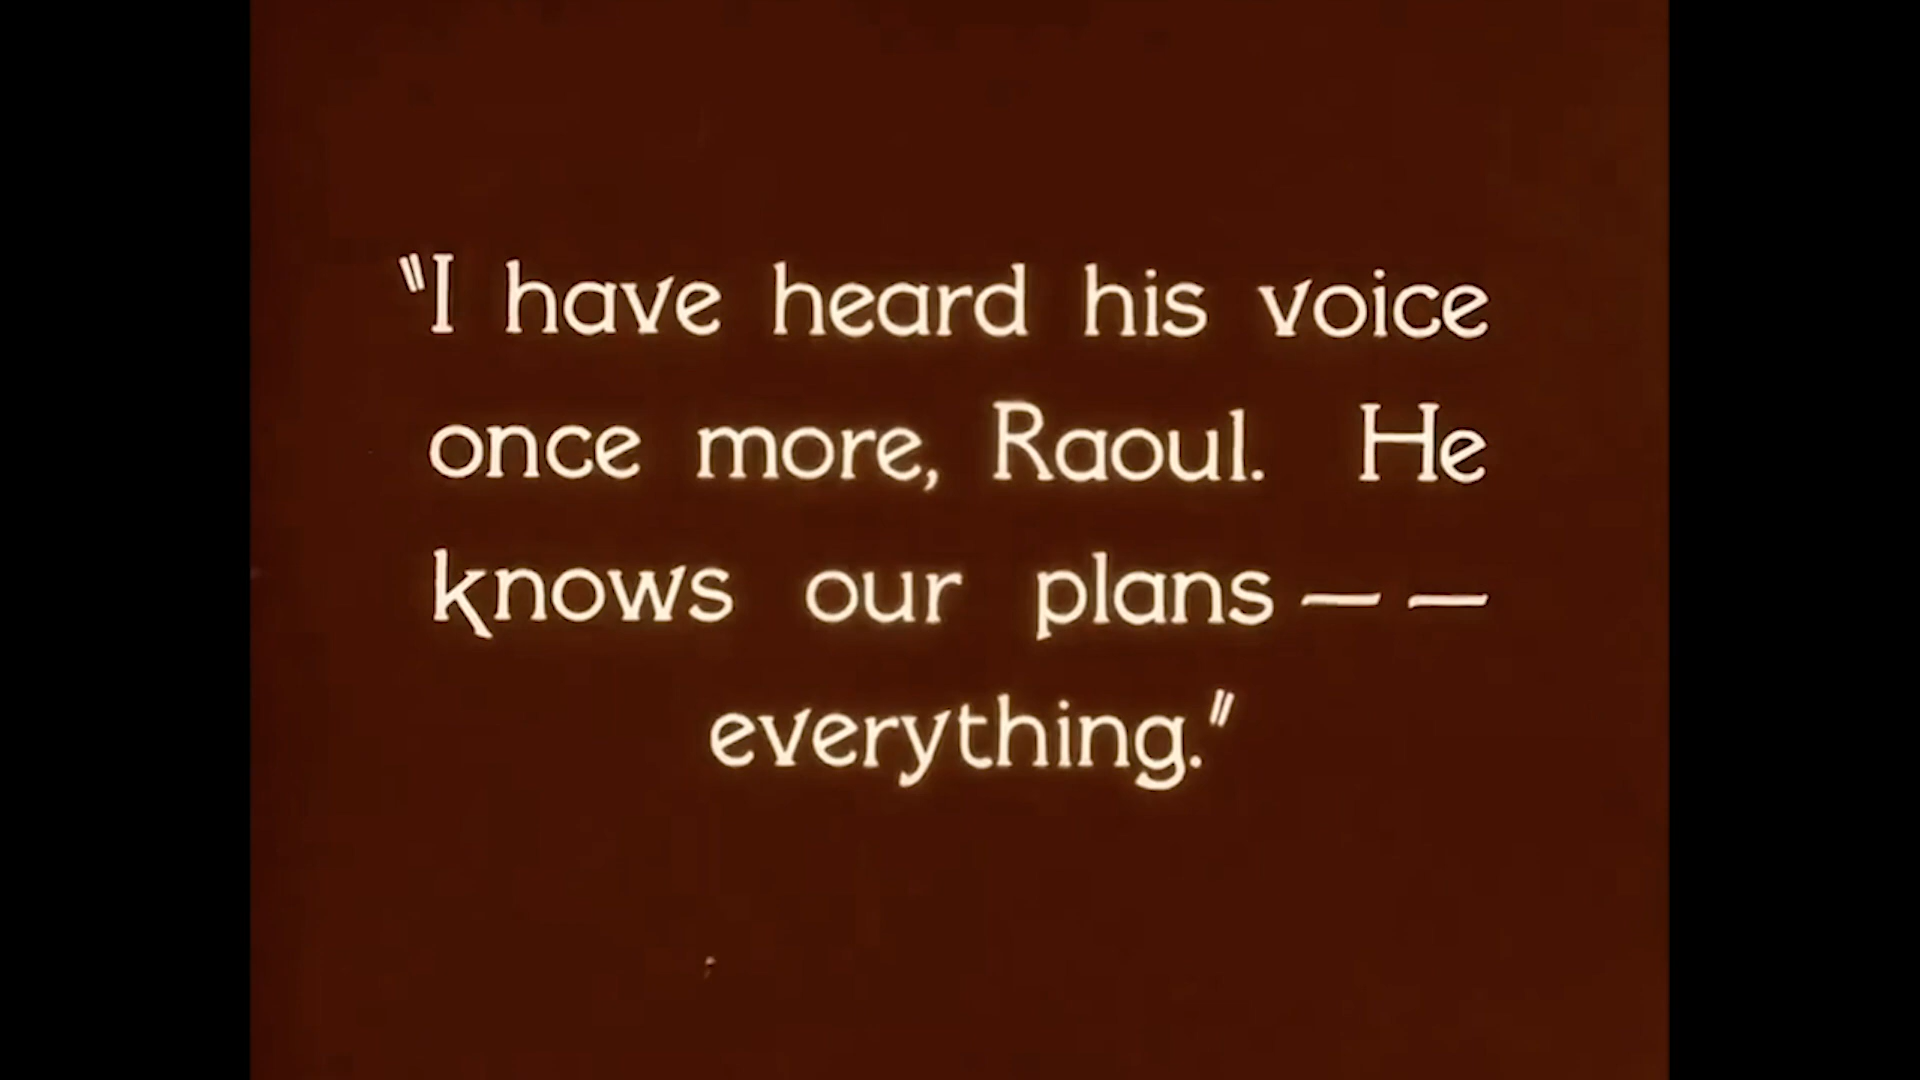 "I have heard his voice
once more, Raoul. He
knows our plans — —
everything."